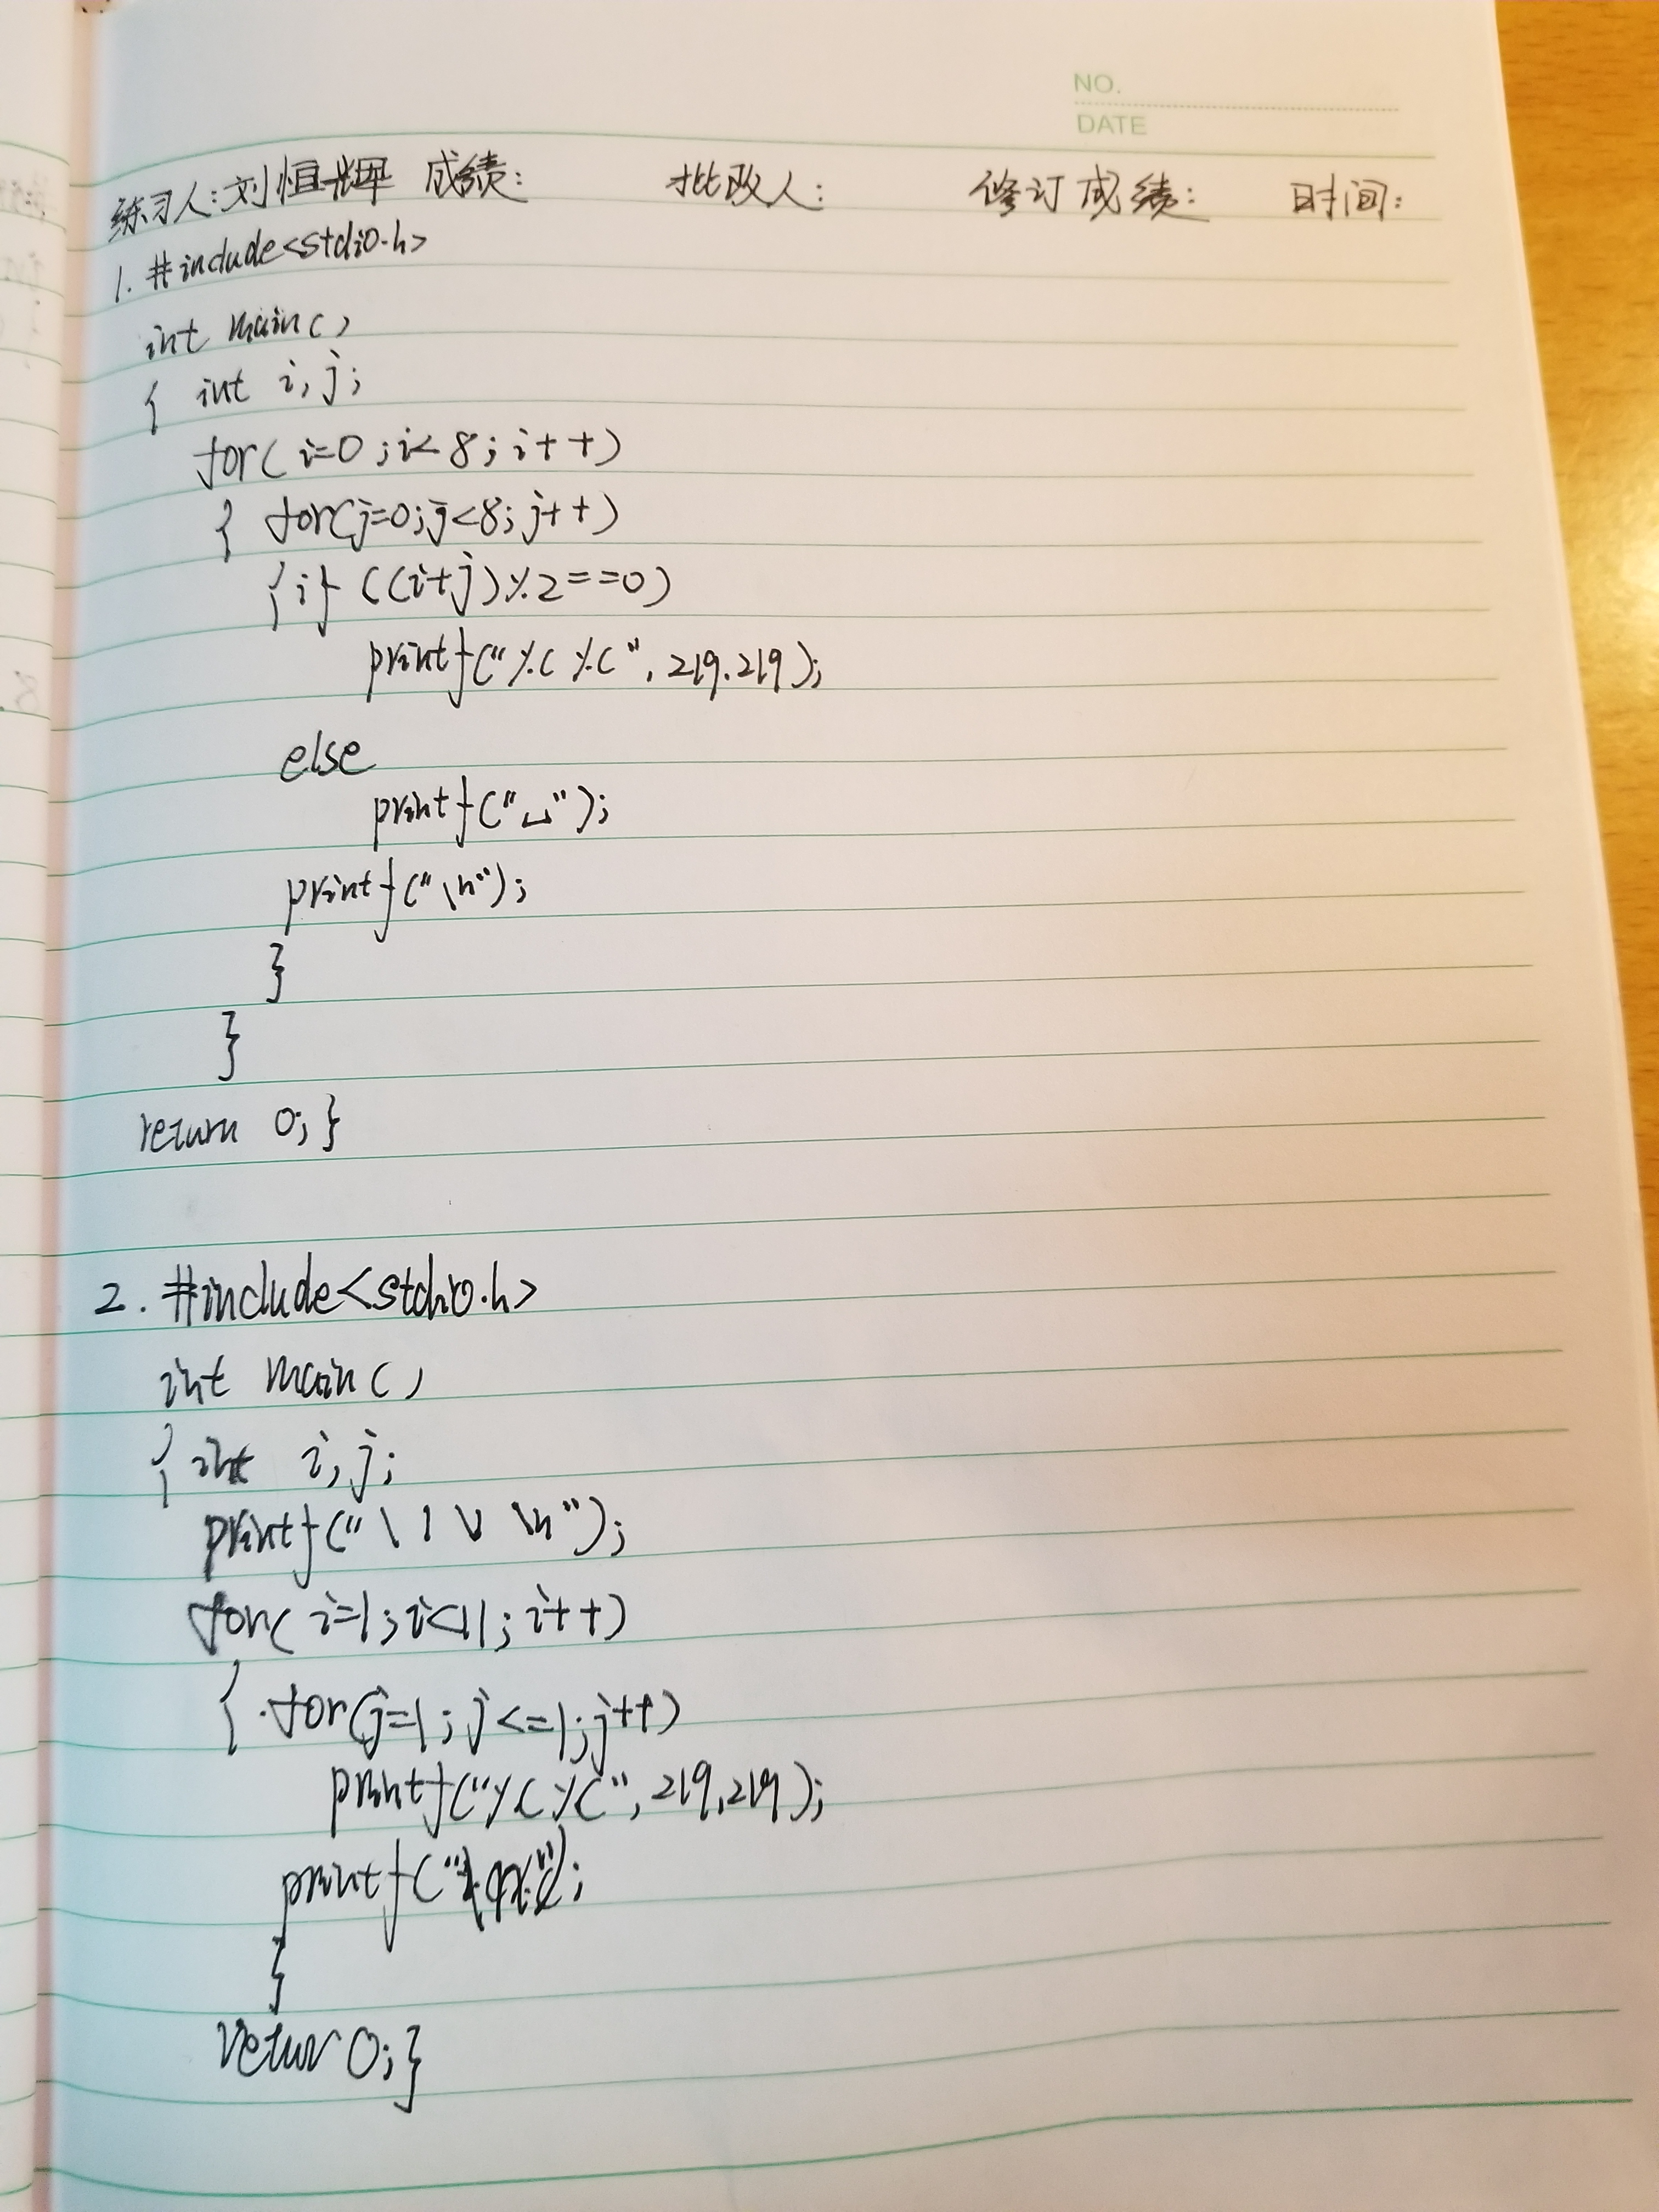 NO.
DATE
练习人:刘恒辉 成绩: 批改人: 修订成绩: 时间:
1. #include<stdio.h>
int main()
{ int i,j;
for(i=0;i<8;i++)
{ for(j=0;j<8;j++)
{if ((i+j)%2==0)
printf("%c%c",219.219);
else
printf("␣");
printf("\n");
}
}
return 0;}
2. #include<stdio.h>
int main()
{ int i,j;
printf("\1\1\n");
for(i=1;i<11;i++)
{ for(j=1;j<=1;j++)
printf("%c%c",219,219);
printf("
}
retur 0;}